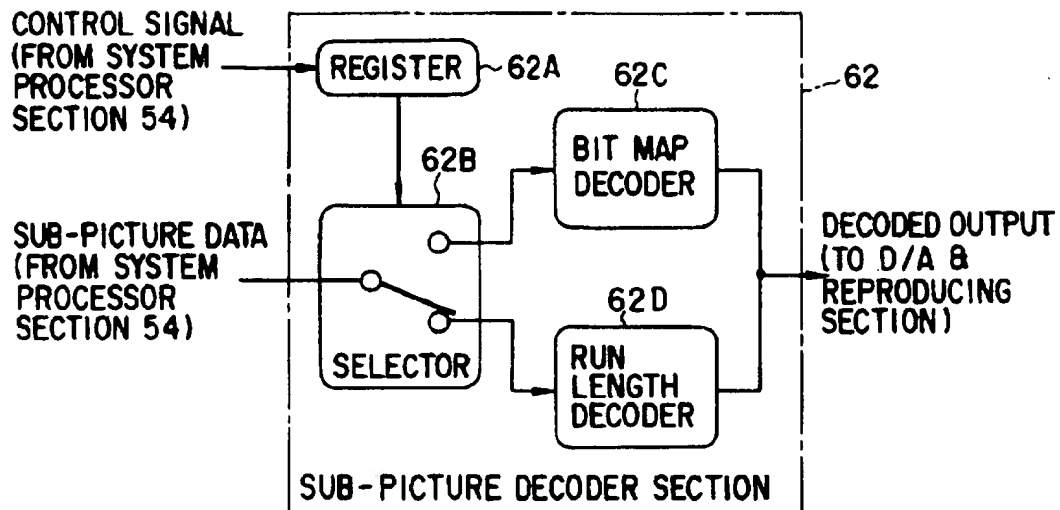 CONTROL SIGNAL
(FROM SYSTEM
PROCESSOR
SECTION 54)
REGISTER
62A
62C
62
BIT MAP
DECODER
62B
SUB-PICTURE DATA
(FROM SYSTEM
PROCESSOR
SECTION 54)
SELECTOR
62D
RUN
LENGTH
DECODER
DECODED OUTPUT
(TO D/A &
REPRODUCING
SECTION)
SUB-PICTURE DECODER SECTION